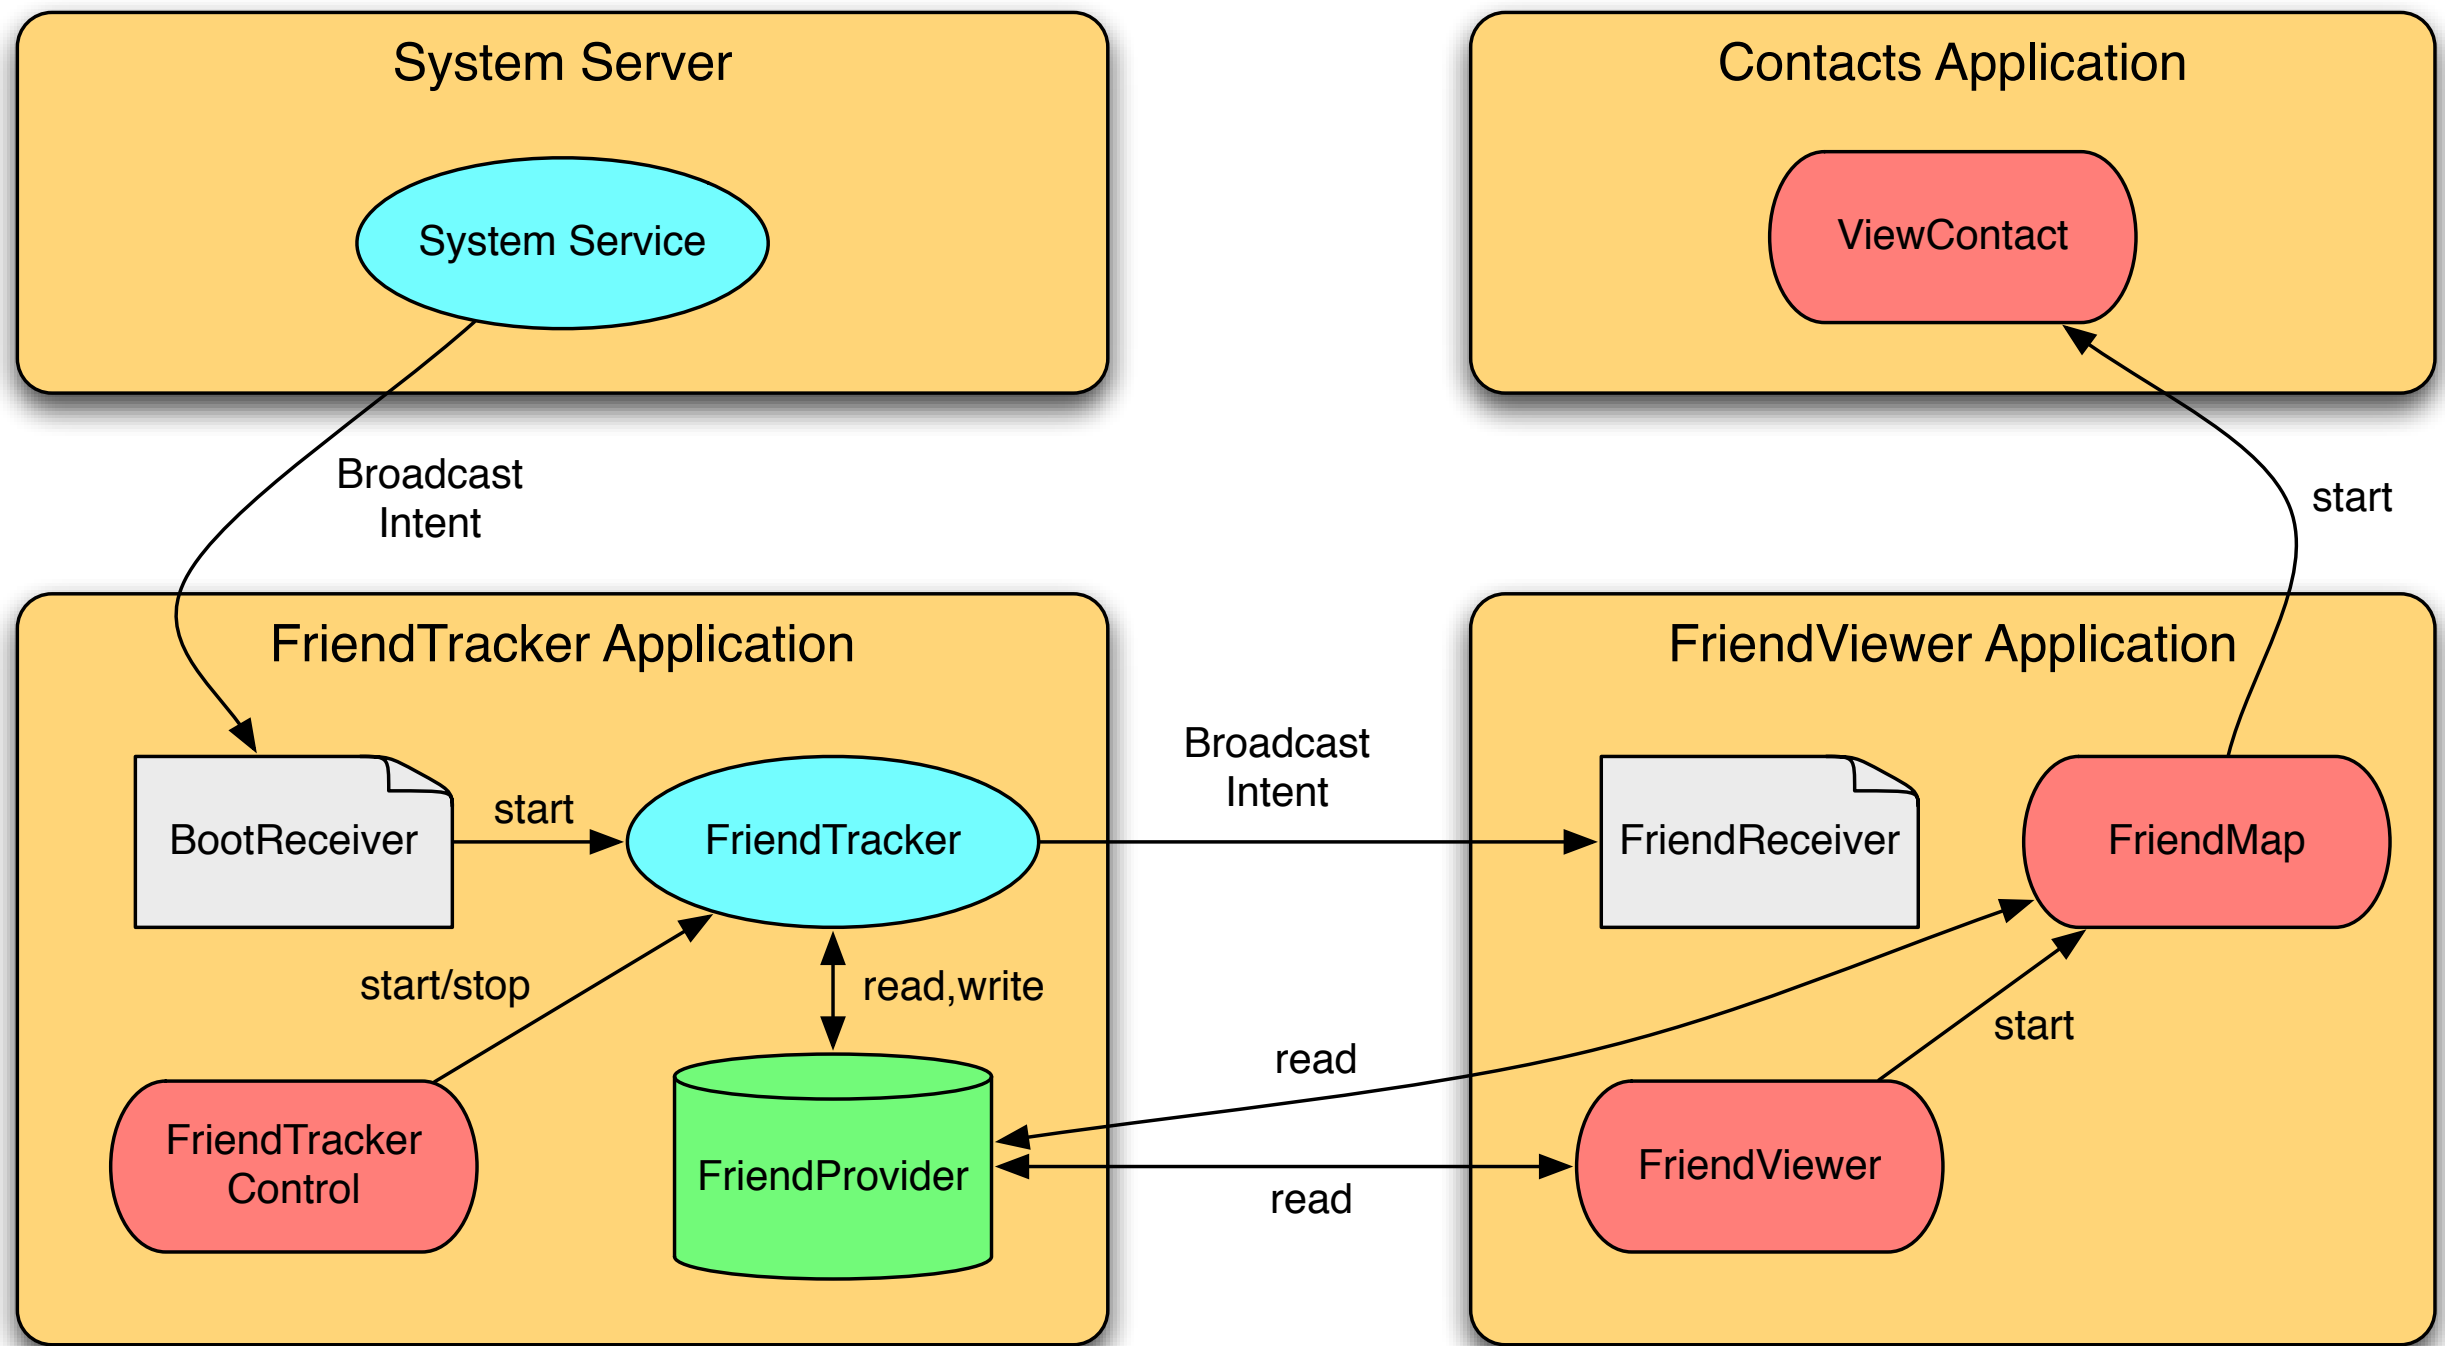 System Server
System Service
Contacts Application
ViewContact
Broadcast
Intent
start
FriendTracker Application
BootReceiver
start
FriendTracker
start/stop
read,write
FriendTracker
Control
FriendProvider
Broadcast
Intent
read
read
FriendViewer Application
FriendReceiver
FriendMap
start
FriendViewer